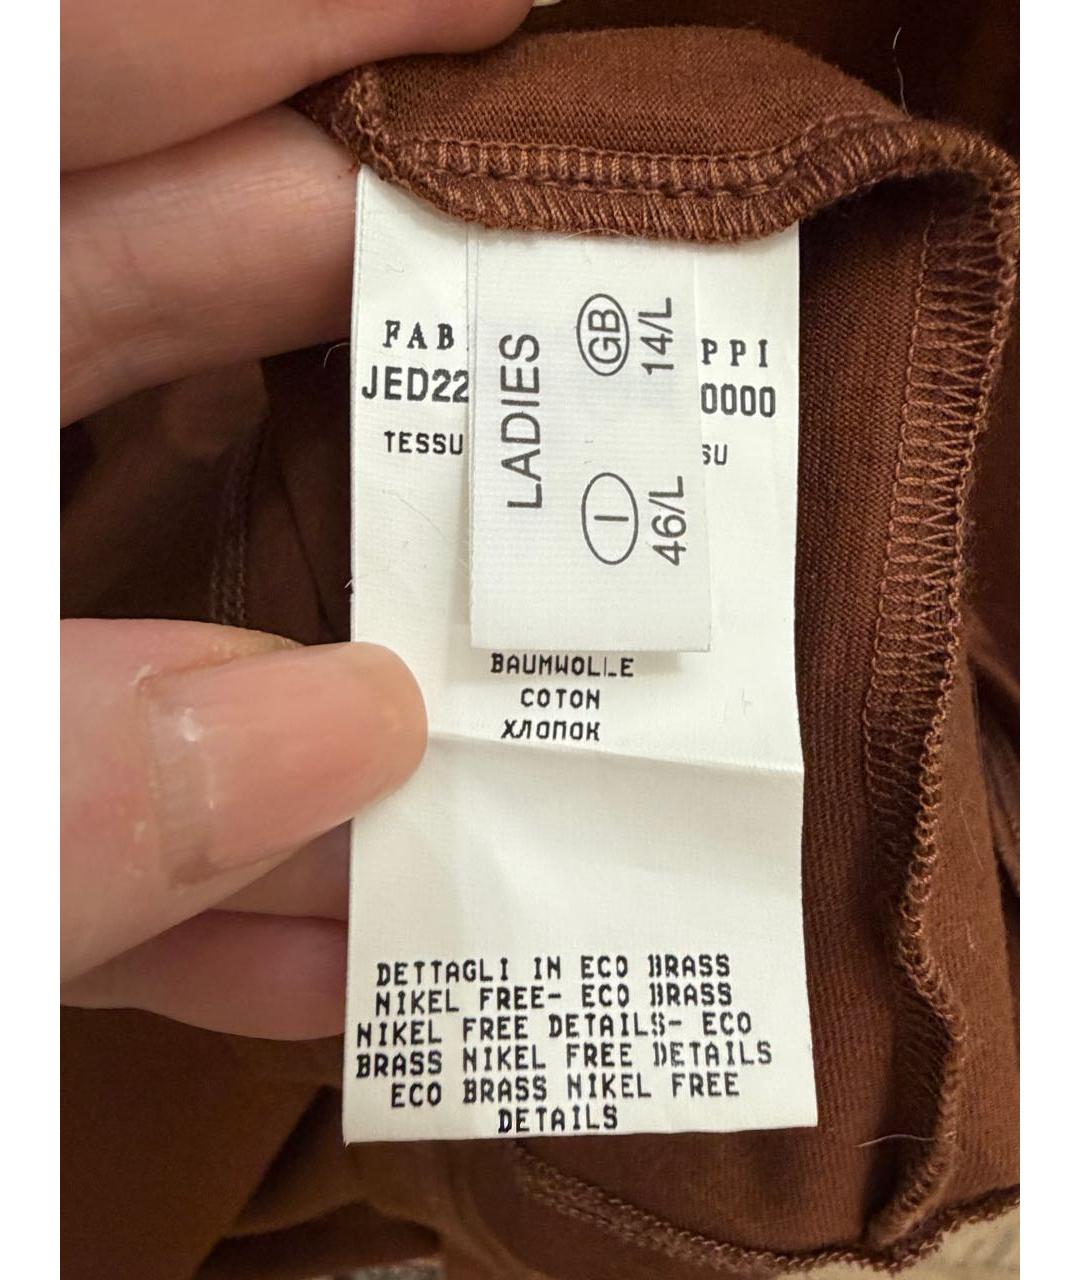 FAB
PPI
JED22
0000
TESSU
SU
LADIES
GB
14/L
I
46/L
BAUMWOLLE
COTON
ХЛОПОК
DETTAGLI IN ECO BRASS
NIKEL FREE- ECO BRASS
NIKEL FREE DETAILS- ECO
BRASS NIKEL FREE DETAILS
ECO BRASS NIKEL FREE
DETAILS